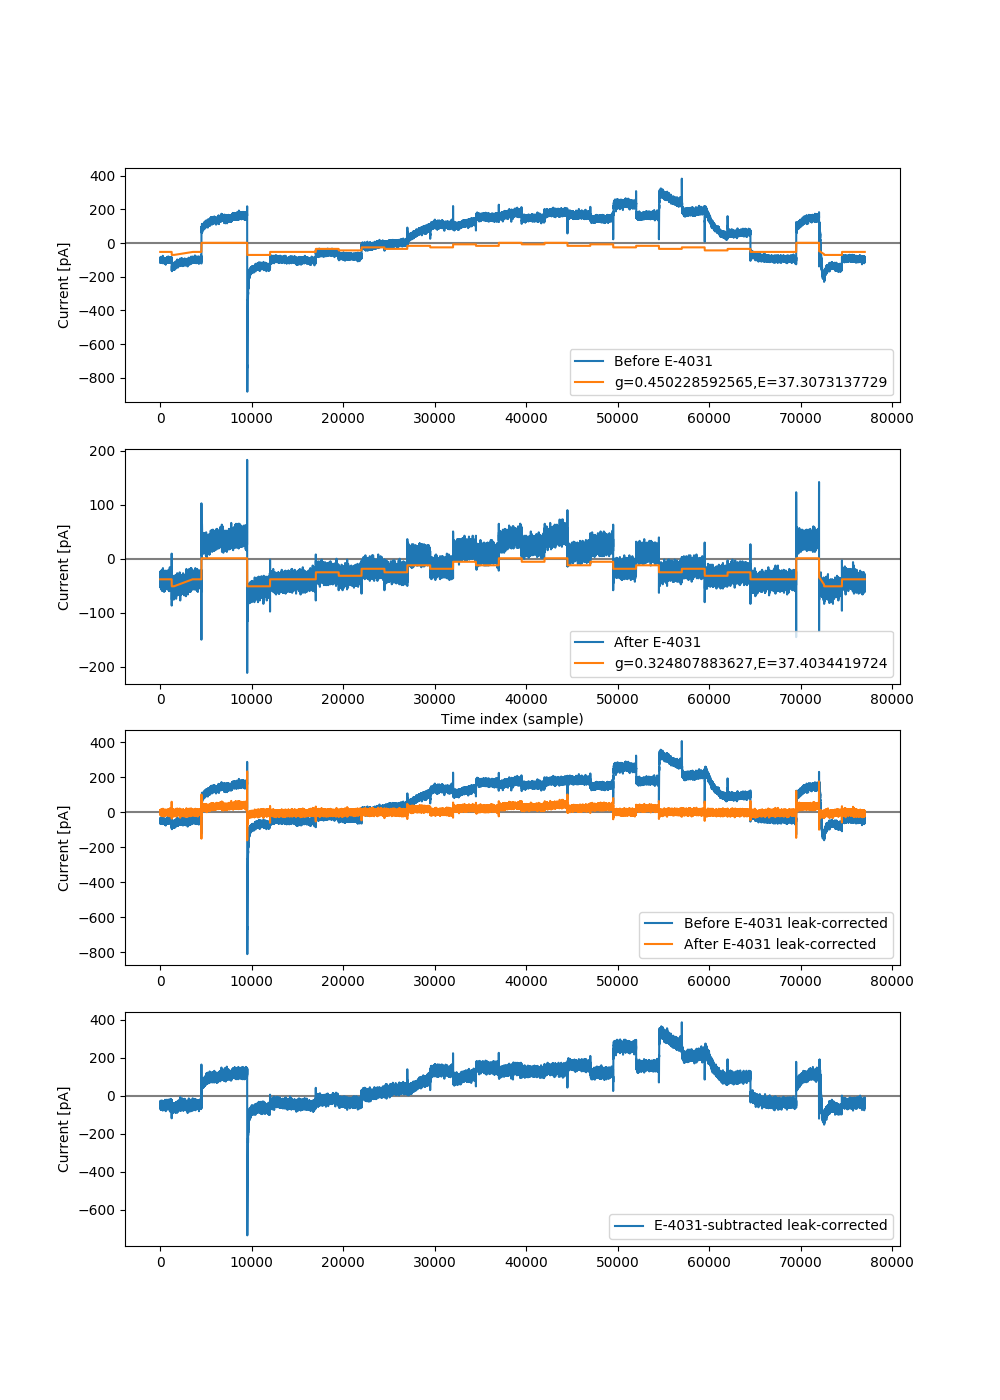 400
200
0
−200
−400
−600
−800
Current [pA]
Before E-4031
g=0.450228592565,E=37.3073137729
0 10000 20000 30000 40000 50000 60000 70000 80000
200
100
0
−100
−200
Current [pA]
After E-4031
g=0.324807883627,E=37.4034419724
0 10000 20000 30000 40000 50000 60000 70000 80000
Time index (sample)
400
200
0
−200
−400
−600
−800
Current [pA]
Before E-4031 leak-corrected
After E-4031 leak-corrected
0 10000 20000 30000 40000 50000 60000 70000 80000
400
200
0
−200
−400
−600
Current [pA]
E-4031-subtracted leak-corrected
0 10000 20000 30000 40000 50000 60000 70000 80000